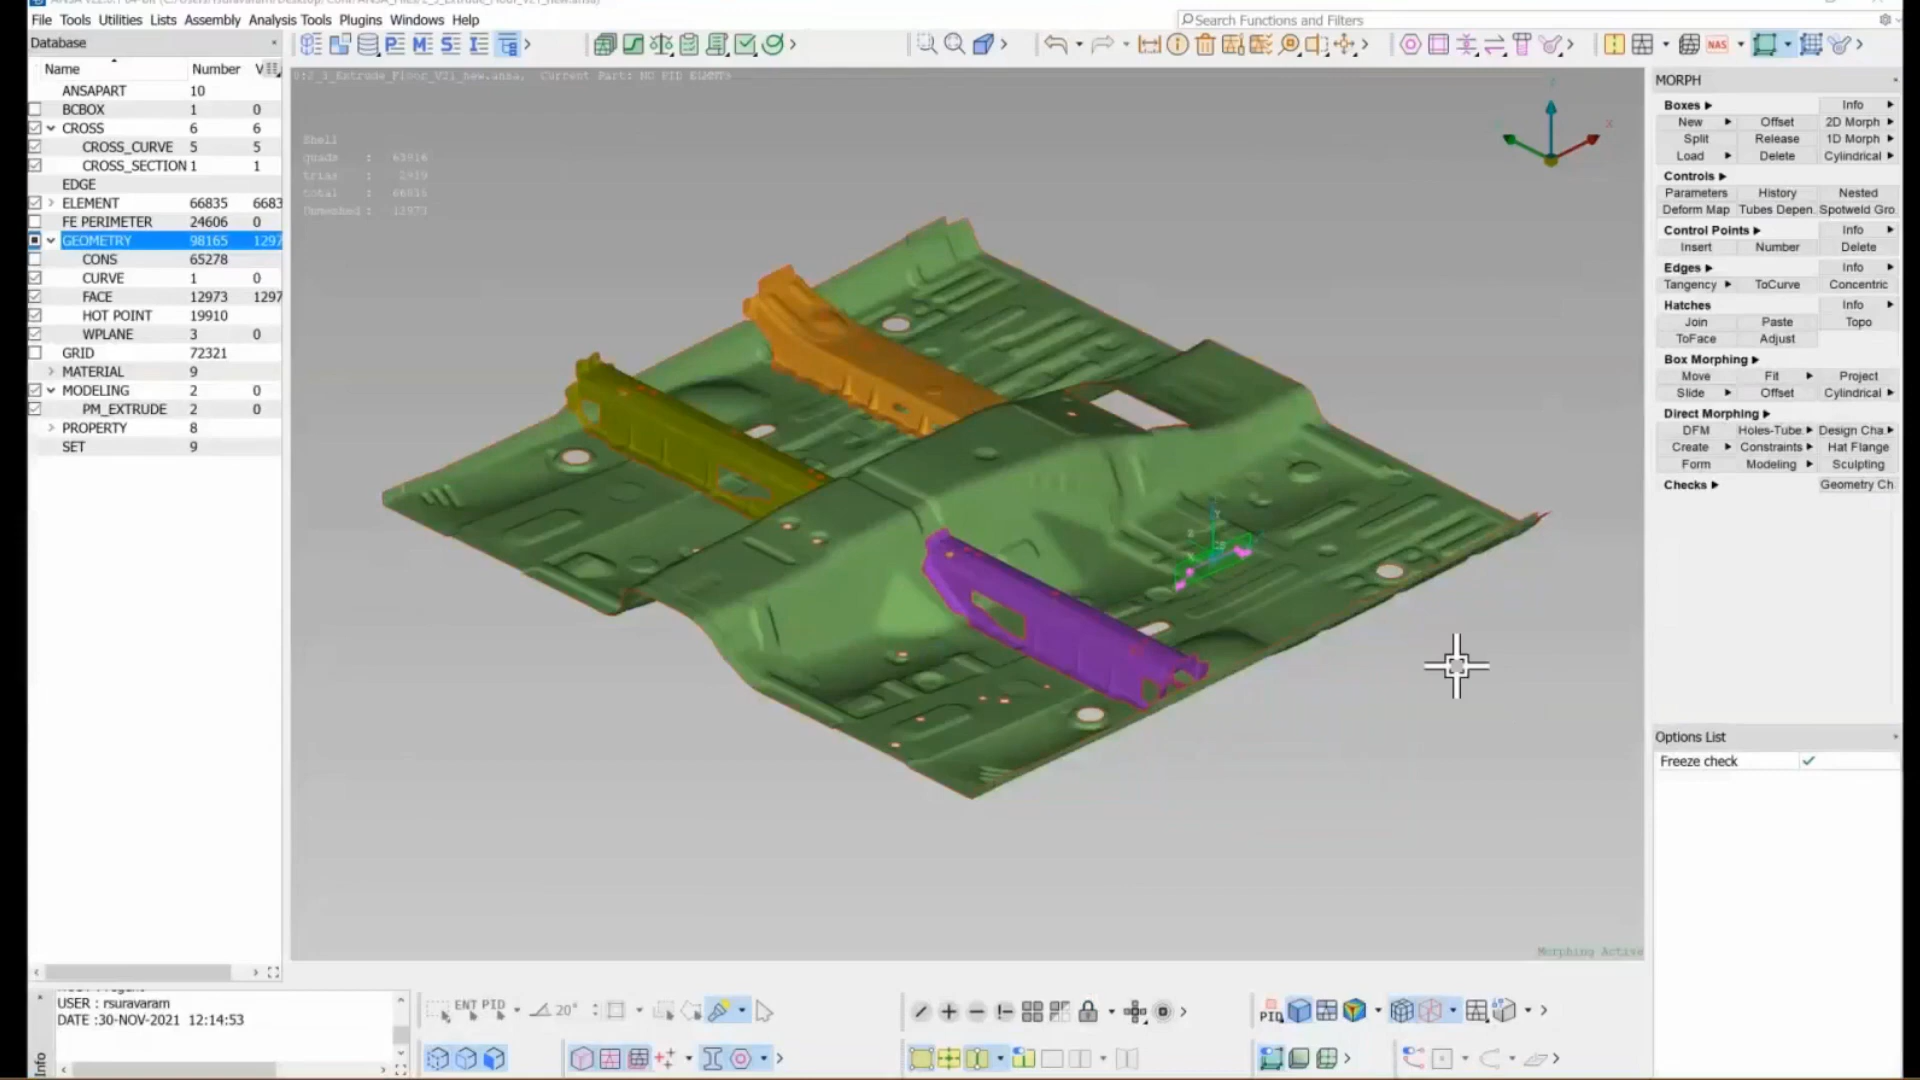 File Tools Utilities Lists Assembly Analysis Tools Plugins Windows Help
Search Functions and Filters
Database
Name Number V
ANSAPART 10
BCBOX 1 0
CROSS 6 6
CROSS_CURVE 5 5
CROSS_SECTION 1 1
EDGE
ELEMENT 66835 6683
FE PERIMETER 24606 0
GEOMETRY 98165 1297
CONS 65278
CURVE 1 0
FACE 12973 1297
HOT POINT 19910
WPLANE 3 0
GRID 72321
MATERIAL 9
MODELING 2 0
PM_EXTRUDE 2 0
PROPERTY 8
SET 9
NAS
Current Part: NO PID ELMNTS
Shell
quads : 63916
trias : 2919
total :
Unmeshed : 12973
Morphing Active
MORPH
Boxes Info
New Offset 2D Morph
Split Release 1D Morph
Load Delete Cylindrical
Controls
Parameters History Nested
Deform Map Tubes Depen. Spotweld Gro
Control Points Info
Insert Number Delete
Edges Info
Tangency ToCurve Concentric
Hatches Info
Join Paste Topo
ToFace Adjust
Box Morphing
Move Fit Project
Slide Offset Cylindrical
Direct Morphing
DFM Holes-Tube. Design Cha.
Create Constraints Hat Flange
Form Modeling Sculpting
Checks Geometry Ch
Options List
Freeze check
USER : rsuravaram
DATE :30-NOV-2021 12:14:53
Info
ENT PID 20°
PID